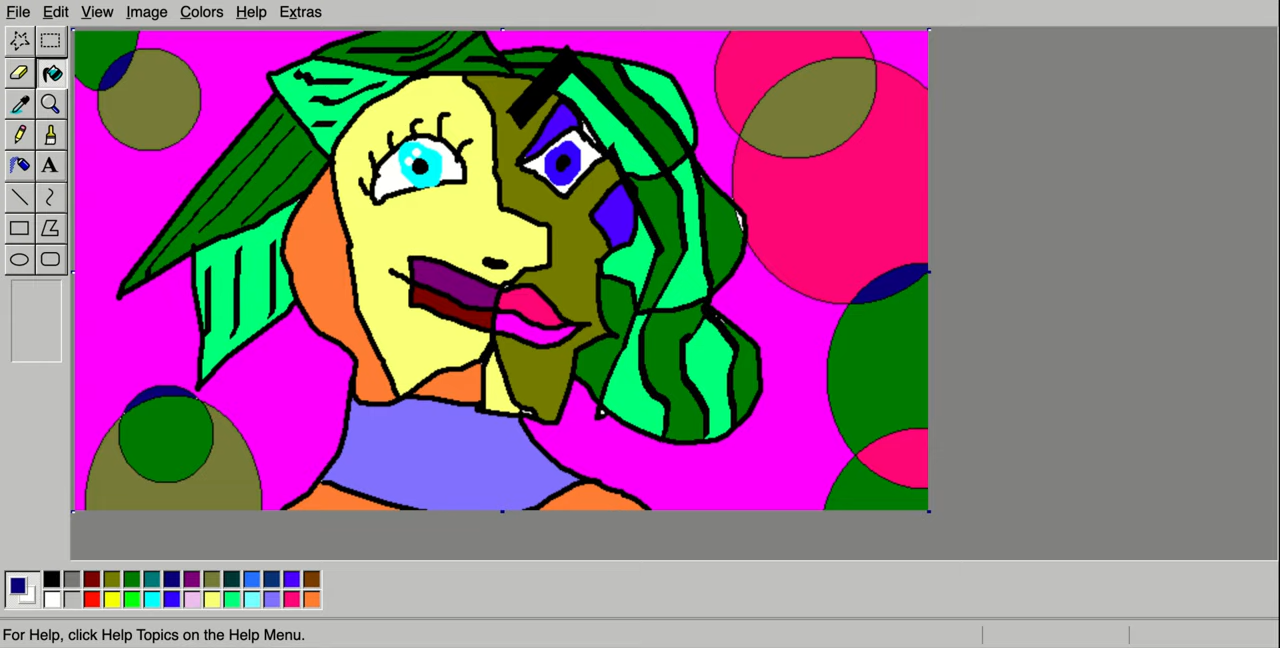 File Edit View Image Colors Help Extras
A
For Help, click Help Topics on the Help Menu.